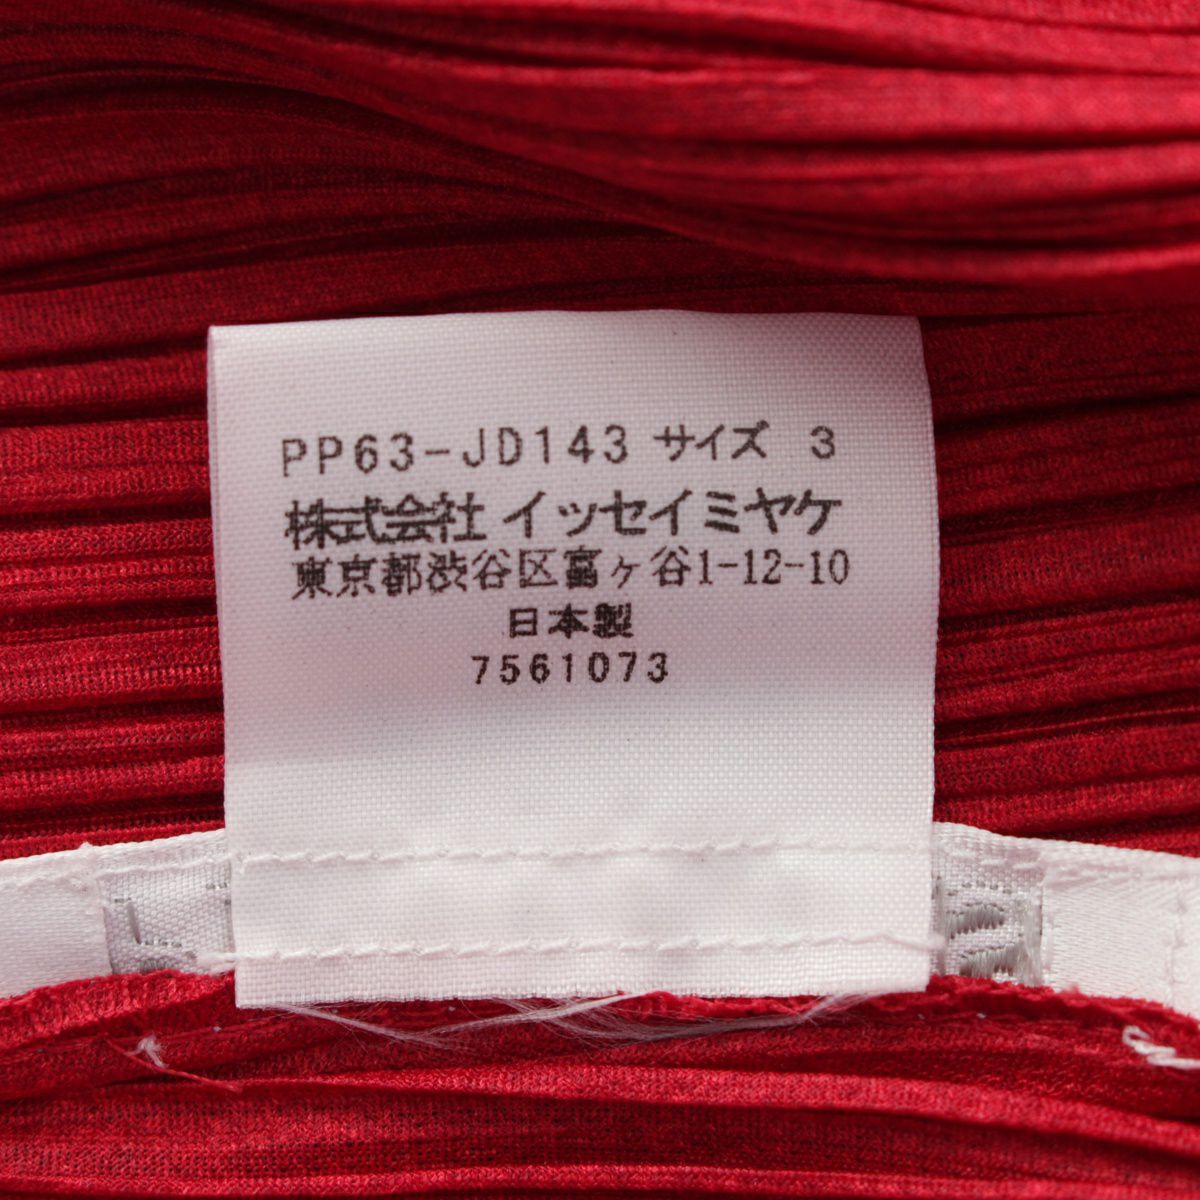 PP63-JD143 サイズ 3
株式会社 イッセイミヤケ
東京都渋谷区富ヶ谷1-12-10
日本製
7561073